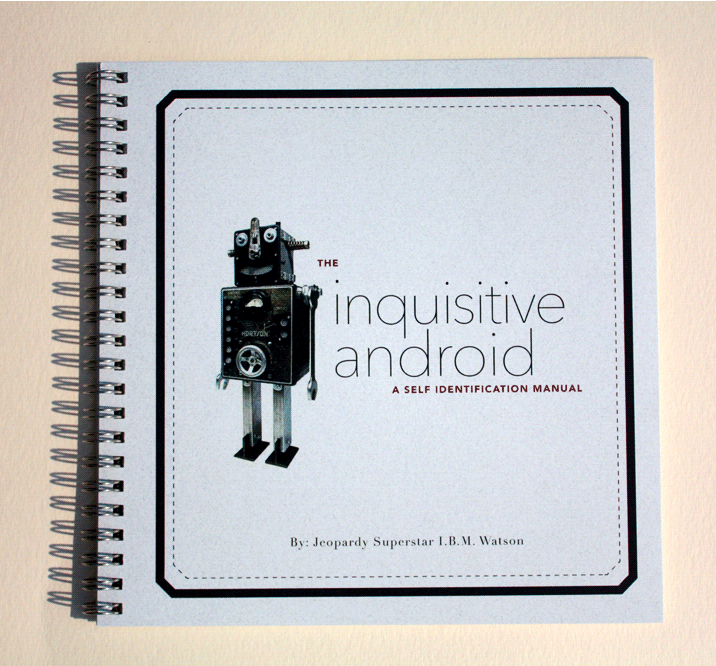 THE
inquisitive
android
A SELF IDENTIFICATION MANUAL
By: Jeopardy Superstar I.B.M. Watson